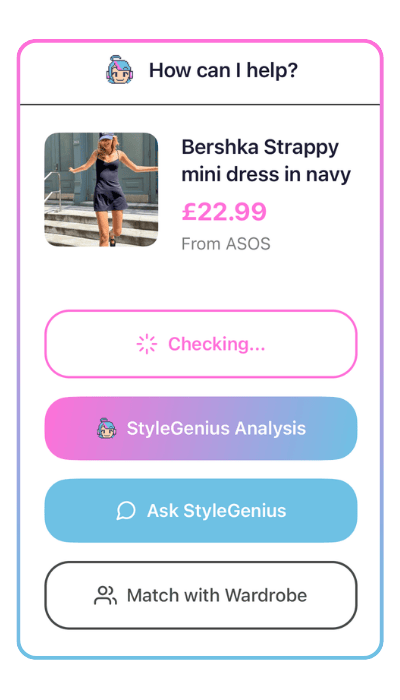 How can I help?
Bershka Strappy
mini dress in navy
£22.99
From ASOS
Checking...
StyleGenius Analysis
Ask StyleGenius
Match with Wardrobe